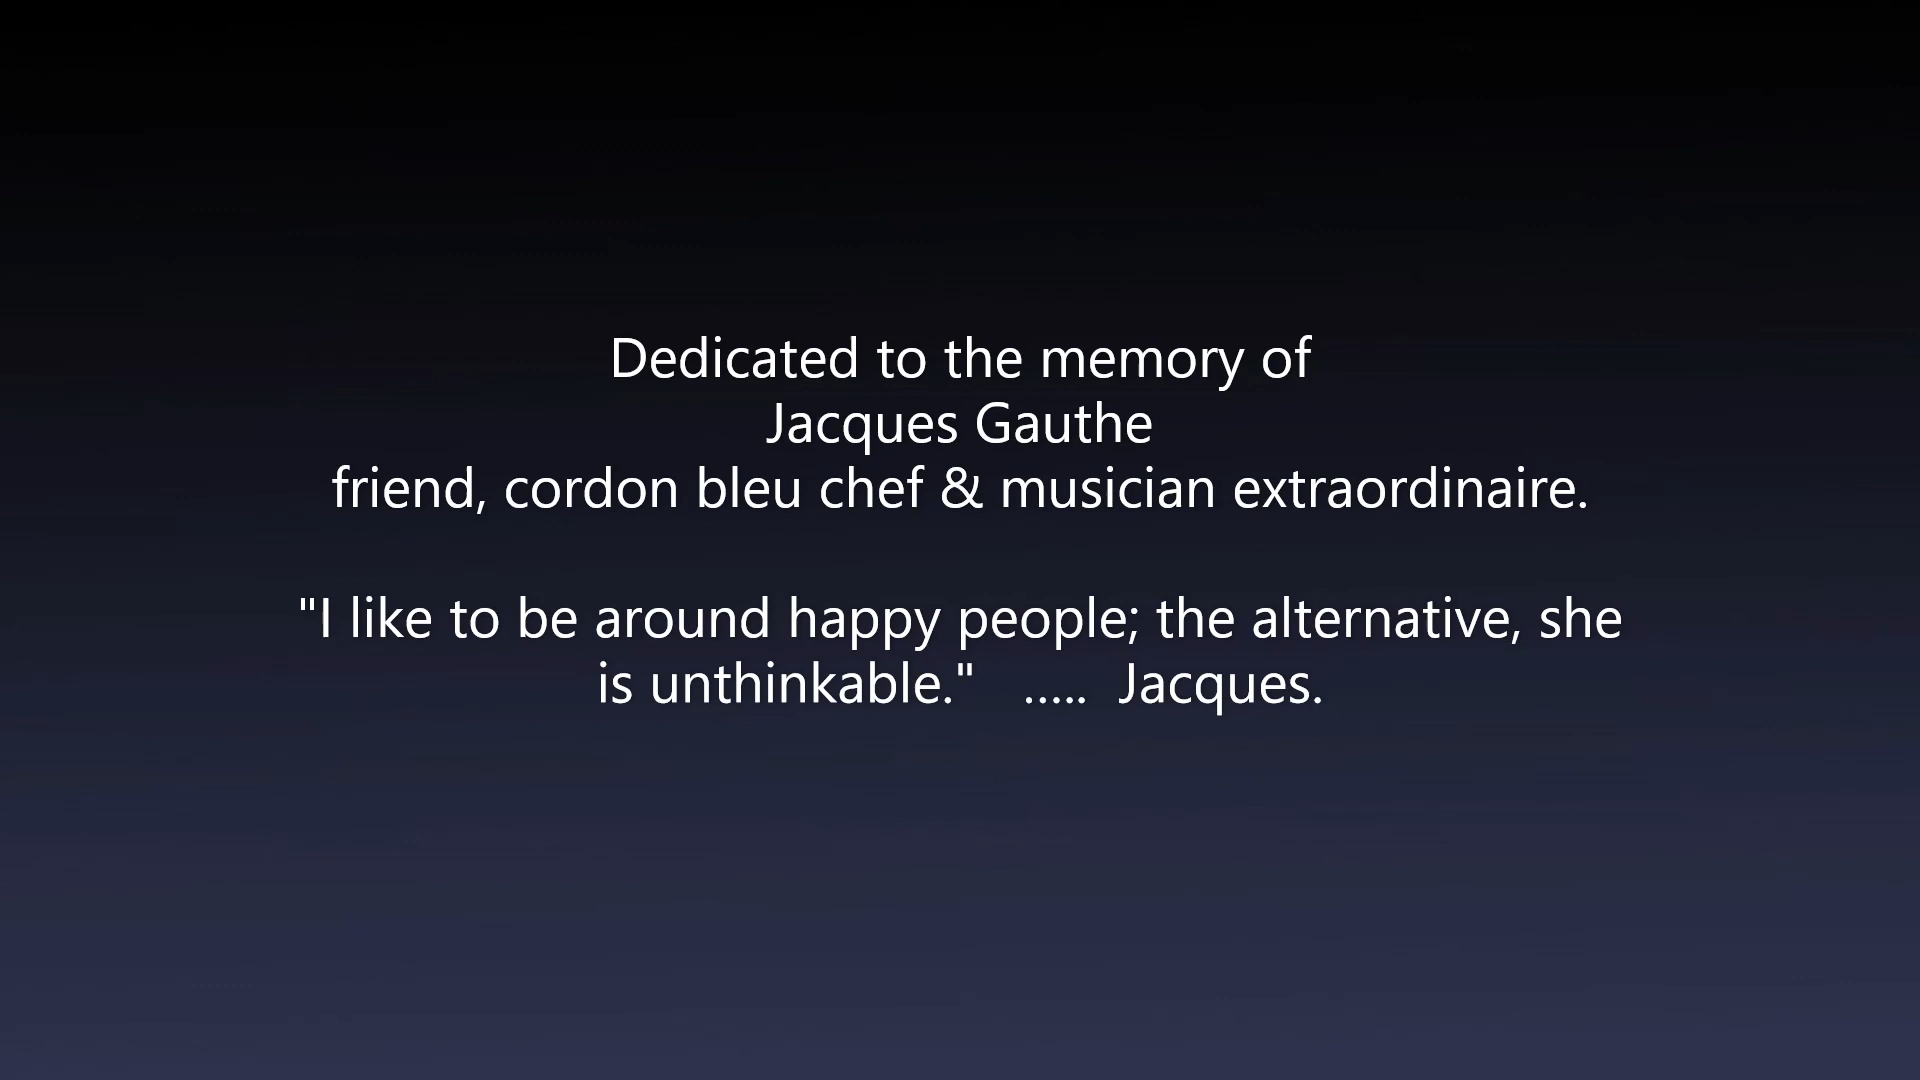 Dedicated to the memory of
Jacques Gauthe
friend, cordon bleu chef & musician extraordinaire.
"I like to be around happy people; the alternative, she
is unthinkable."   .....  Jacques.